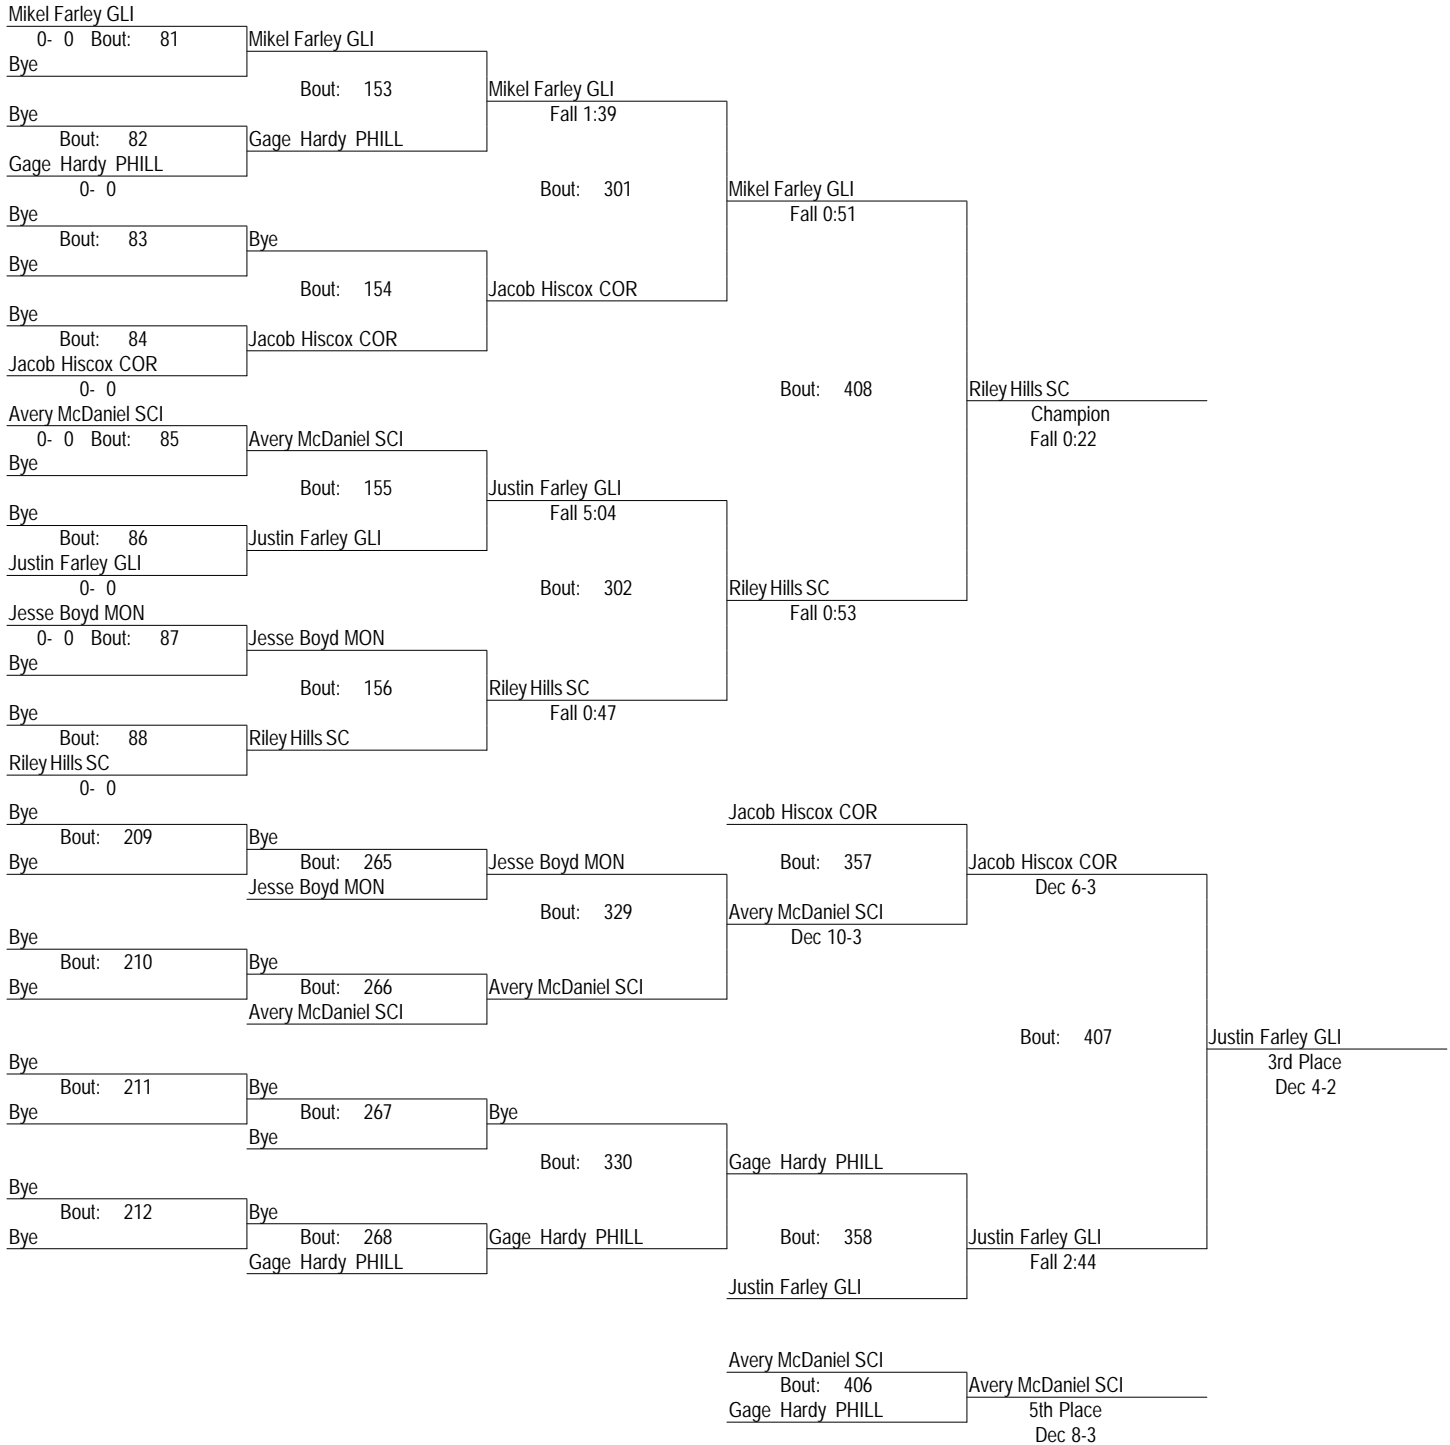 Mikel Farley GLI
0- 0 Bout: 81 Mikel Farley GLI
Bye
Bout: 153 Mikel Farley GLI
Bye Fall 1:39
Bout: 82 Gage Hardy PHILL
Gage Hardy PHILL
0- 0 Bout: 301 Mikel Farley GLI
Bye Fall 0:51
Bout: 83 Bye
Bye
Bout: 154 Jacob Hiscox COR
Bye
Bout: 84 Jacob Hiscox COR
Jacob Hiscox COR
0- 0 Bout: 408 Riley Hills SC
Avery McDaniel SCI Champion
0- 0 Bout: 85 Avery McDaniel SCI Fall 0:22
Bye
Bout: 155 Justin Farley GLI
Bye Fall 5:04
Bout: 86 Justin Farley GLI
Justin Farley GLI
0- 0 Bout: 302 Riley Hills SC
Jesse Boyd MON Fall 0:53
0- 0 Bout: 87 Jesse Boyd MON
Bye
Bout: 156 Riley Hills SC
Bye Fall 0:47
Bout: 88 Riley Hills SC
Riley Hills SC
0- 0
Bye Jacob Hiscox COR
Bout: 209 Bye
Bye Bout: 265 Jesse Boyd MON Bout: 357 Jacob Hiscox COR
Jesse Boyd MON Dec 6-3
Bout: 329 Avery McDaniel SCI
Bye Dec 10-3
Bout: 210 Bye
Bye Bout: 266 Avery McDaniel SCI
Avery McDaniel SCI
Bout: 407 Justin Farley GLI
Bye 3rd Place
Bout: 211 Bye Dec 4-2
Bye Bout: 267 Bye
Bye
Bout: 330 Gage Hardy PHILL
Bye
Bout: 212 Bye
Bye Bout: 268 Gage Hardy PHILL Bout: 358 Justin Farley GLI
Gage Hardy PHILL Fall 2:44
Justin Farley GLI
Avery McDaniel SCI
Bout: 406 Avery McDaniel SCI
Gage Hardy PHILL 5th Place
Dec 8-3